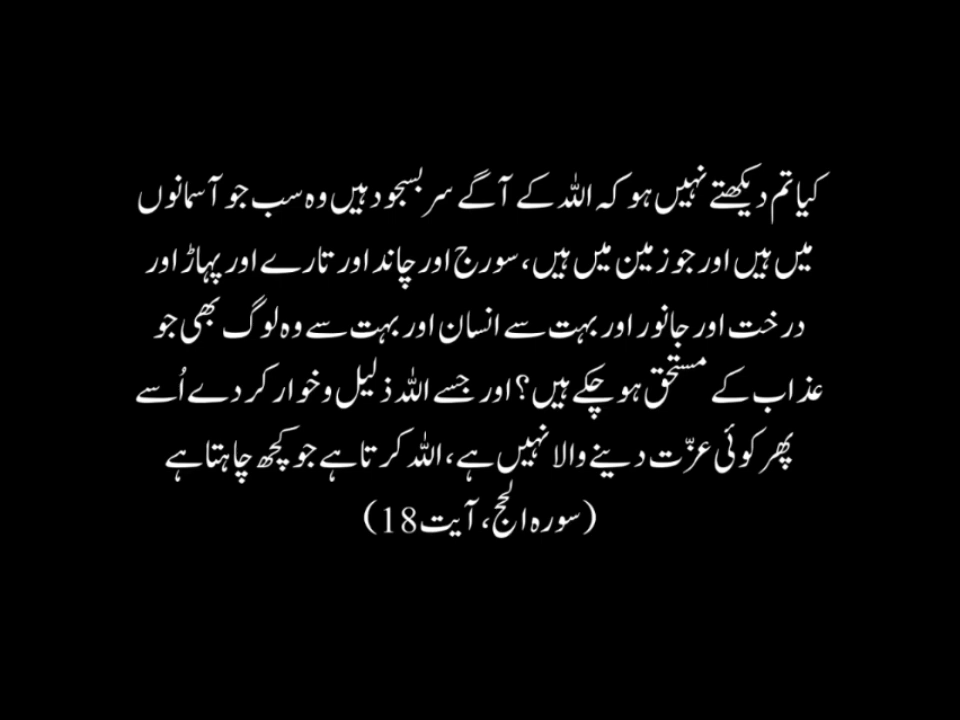 کیا تم دیکھتے نہیں ہو کہ اللہ کے آگے سر بسجود ہیں وہ سب جو آسمانوں
میں ہیں اور جو زمین میں ہیں، سورج اور چاند اور تارے اور پہاڑ اور
درخت اور جانور اور بہت سے انسان اور بہت سے وہ لوگ بھی جو
عذاب کے مستحق ہو چکے ہیں؟ اور جسے اللہ ذلیل و خوار کر دے اُسے
پھر کوئی عزّت دینے والا نہیں ہے، اللہ کرتا ہے جو کچھ چاہتا ہے
(سورہ الحج، آیت 18)